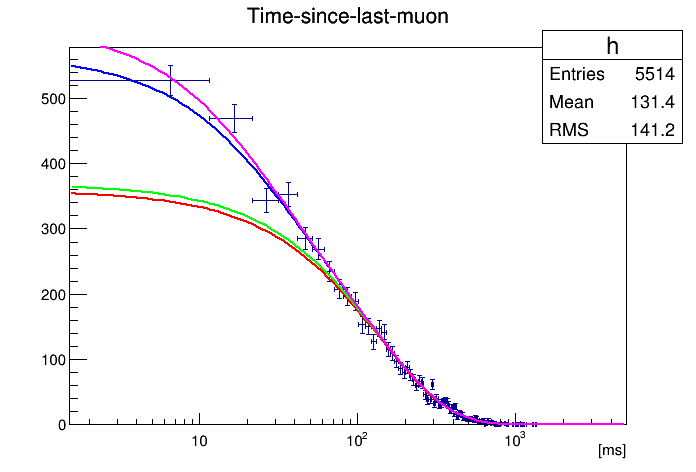 Time-since-last-muon
h
Entries 5514
Mean 131.4
RMS 141.2
500
400
300
200
100
0
10 10² 10³
[ms]